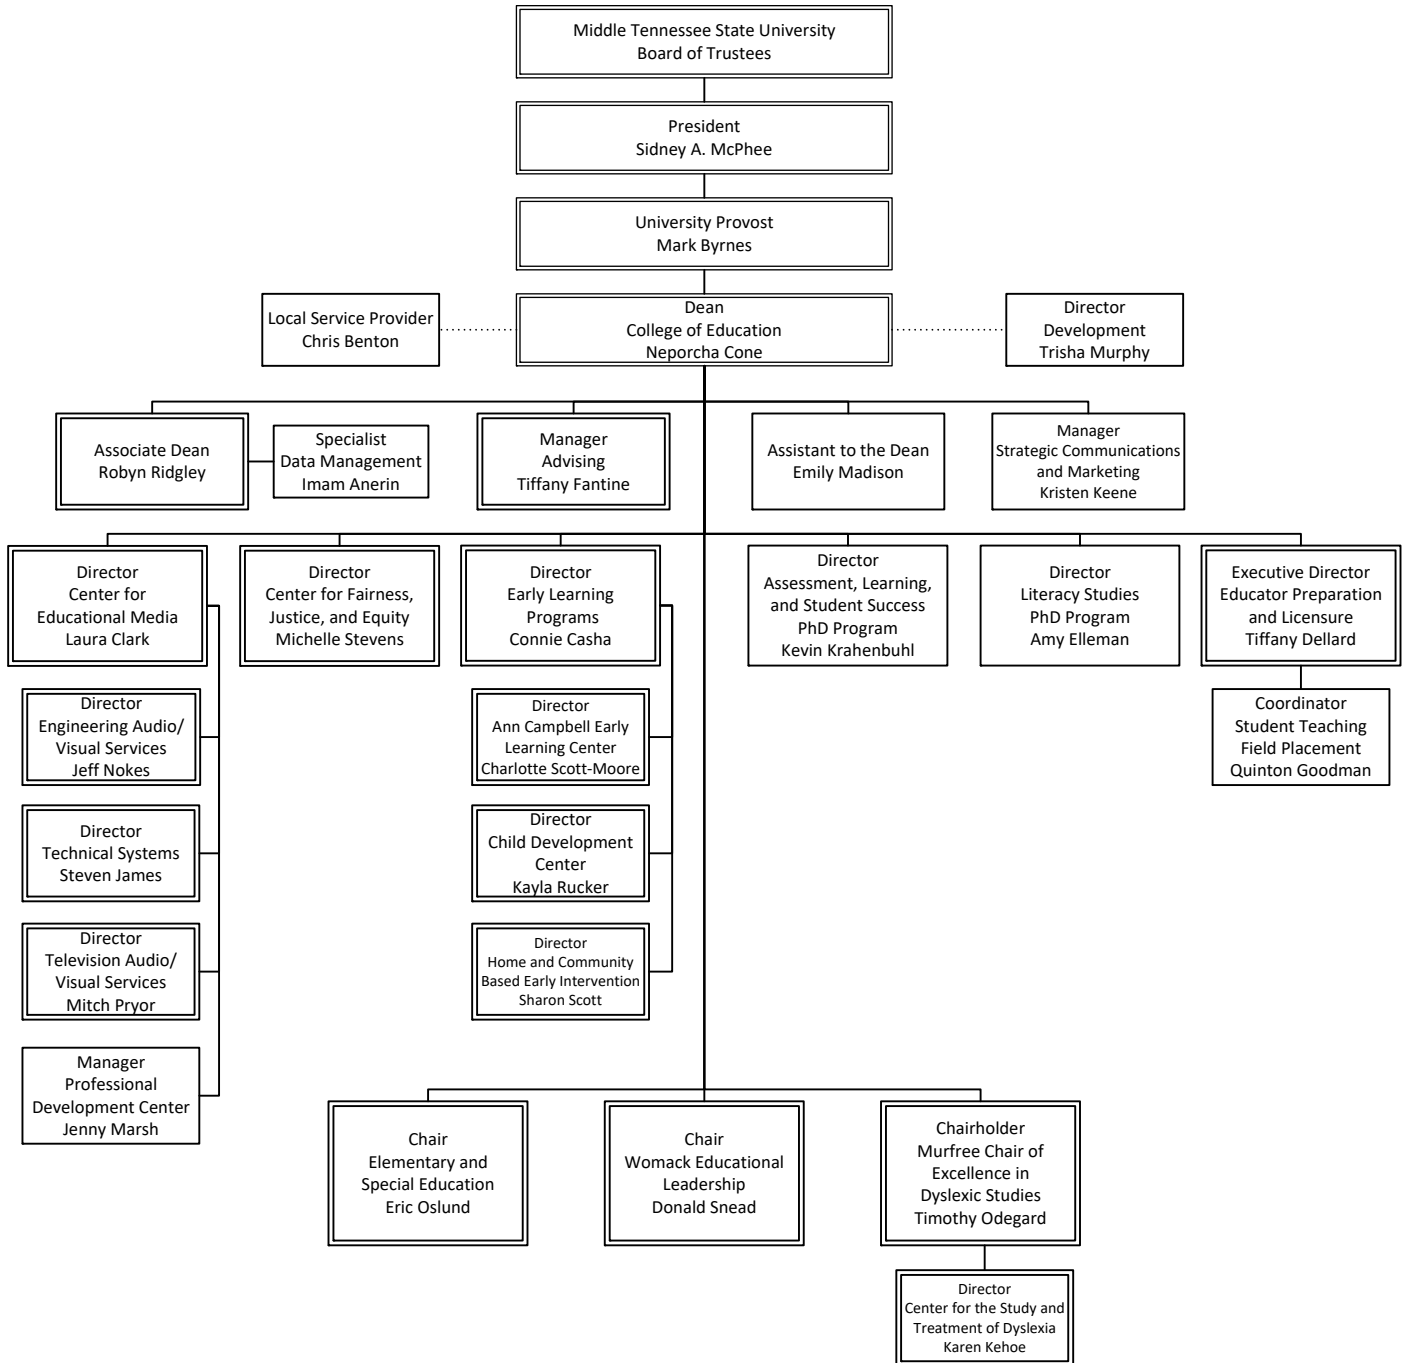 Middle Tennessee State University
Board of Trustees
President
Sidney A. McPhee
University Provost
Mark Byrnes
Local Service Provider
Chris Benton
Dean
College of Education
Neporcha Cone
Director
Development
Trisha Murphy
Associate Dean
Robyn Ridgley
Specialist
Data Management
Imam Anerin
Manager
Advising
Tiffany Fantine
Assistant to the Dean
Emily Madison
Manager
Strategic Communications
and Marketing
Kristen Keene
Director
Center for
Educational Media
Laura Clark
Director
Center for Fairness,
Justice, and Equity
Michelle Stevens
Director
Early Learning
Programs
Connie Casha
Director
Assessment, Learning,
and Student Success
PhD Program
Kevin Krahenbuhl
Director
Literacy Studies
PhD Program
Amy Elleman
Executive Director
Educator Preparation
and Licensure
Tiffany Dellard
Director
Engineering Audio/
Visual Services
Jeff Nokes
Director
Ann Campbell Early
Learning Center
Charlotte Scott-Moore
Coordinator
Student Teaching
Field Placement
Quinton Goodman
Director
Technical Systems
Steven James
Director
Child Development
Center
Kayla Rucker
Director
Television Audio/
Visual Services
Mitch Pryor
Director
Home and Community
Based Early Intervention
Sharon Scott
Manager
Professional
Development Center
Jenny Marsh
Chair
Elementary and
Special Education
Eric Oslund
Chair
Womack Educational
Leadership
Donald Snead
Chairholder
Murfree Chair of
Excellence in
Dyslexic Studies
Timothy Odegard
Director
Center for the Study and
Treatment of Dyslexia
Karen Kehoe